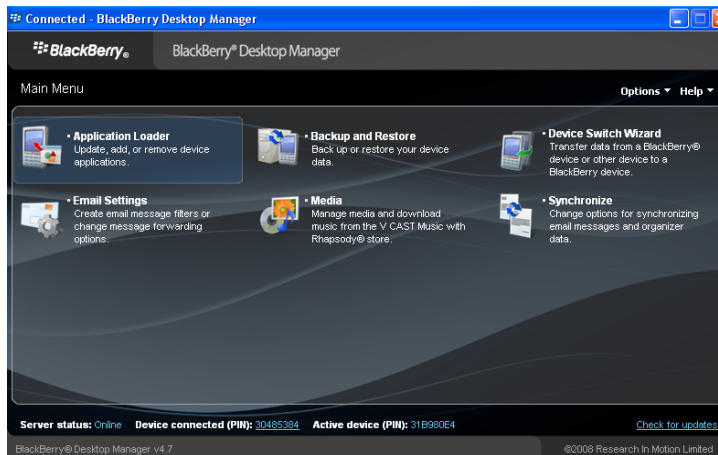 Connected - BlackBerry Desktop Manager
BlackBerry® BlackBerry® Desktop Manager
Main Menu Options Help
· Application Loader
Update, add, or remove device
applications.
· Backup and Restore
Back up or restore your device
data.
· Device Switch Wizard
Transfer data from a BlackBerry®
device or other device to a
BlackBerry device.
· Email Settings
Create email message filters or
change message forwarding
options.
· Media
Manage media and download
music from the V CAST Music with
Rhapsody® store.
· Synchronize
Change options for synchronizing
email messages and organizer
data.
Server status: Online Device connected (PIN): 30485384 Active device (PIN): 31B980E4 Check for updates
BlackBerry® Desktop Manager v4.7 ©2008 Research In Motion Limited